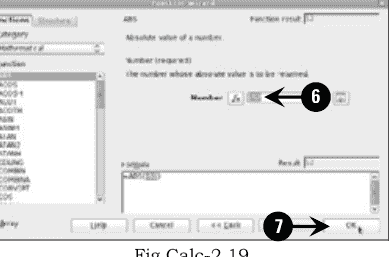 Function Wizard
Functions Structure
ABS Function result
Category
Mathematical
Absolute value of a number.
Function
Number (required)
The number whose absolute value is to be returned.
ABS
ACOS
ACOSH
ACOT
ACOTH
ASIN
ASINH
ATAN
ATAN2
ATANH
CEILING
COMBIN
COMBINA
CONVERT
COS
Number fx 6
Formula Result
Array Help Cancel << Back OK
7
Fig Calc-2.19